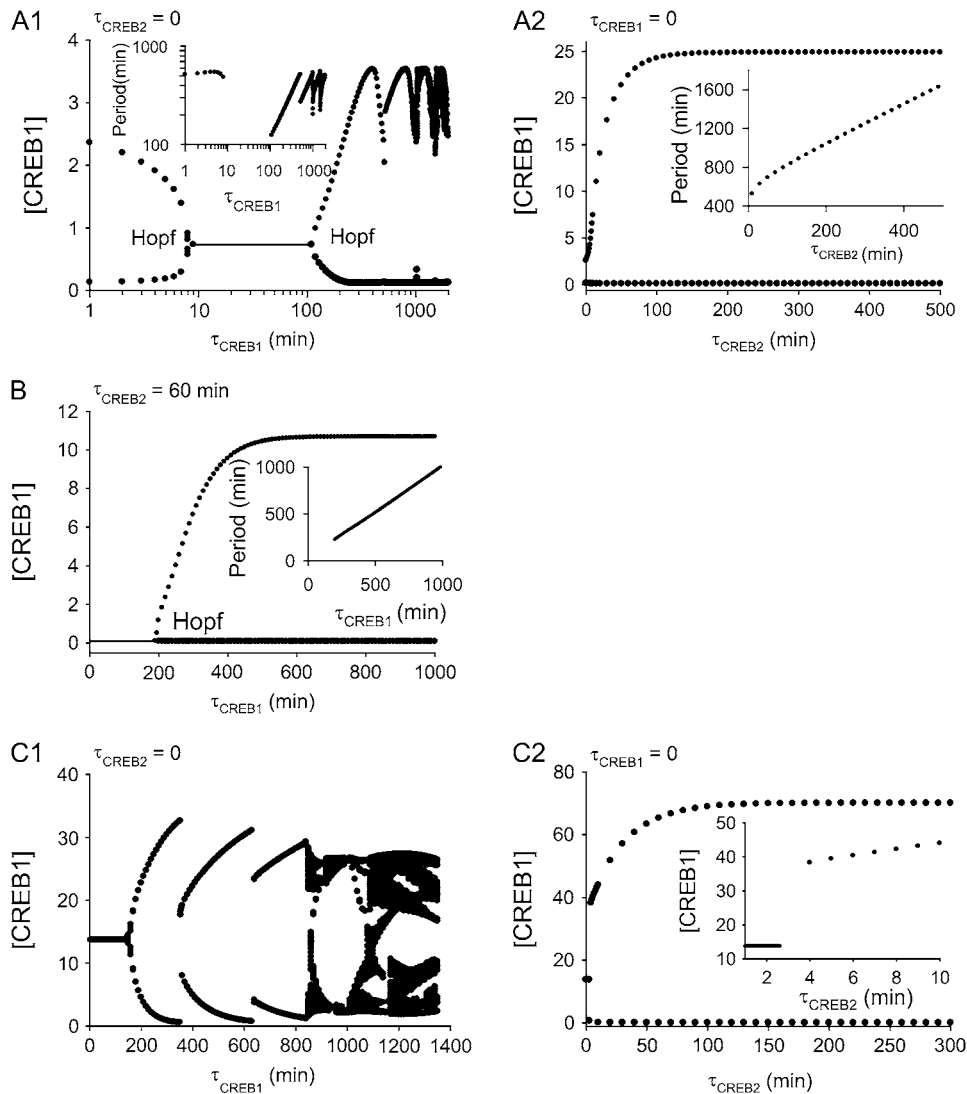 A1
τCREB2 = 0
[CREB1]
4
3
2
1
0
1
10
100
1000
τCREB1 (min)
Hopf
Hopf
Period(min)
1000
100
1
10
100
1000
τCREB1
A2
τCREB1 = 0
[CREB1]
25
20
15
10
5
0
0
100
200
300
400
500
τCREB2 (min)
Period (min)
1600
1200
800
400
0
200
400
τCREB2 (min)
B
τCREB2 = 60 min
[CREB1]
12
10
8
6
4
2
0
0
200
400
600
800
1000
τCREB1 (min)
Hopf
Period (min)
1000
500
0
0
500
1000
τCREB1 (min)
C1
τCREB2 = 0
[CREB1]
40
30
20
10
0
0
200
400
600
800
1000
1200
1400
τCREB1 (min)
C2
τCREB1 = 0
[CREB1]
80
60
40
20
0
0
50
100
150
200
250
300
τCREB2 (min)
[CREB1]
50
40
30
20
10
2
4
6
8
10
τCREB2 (min)